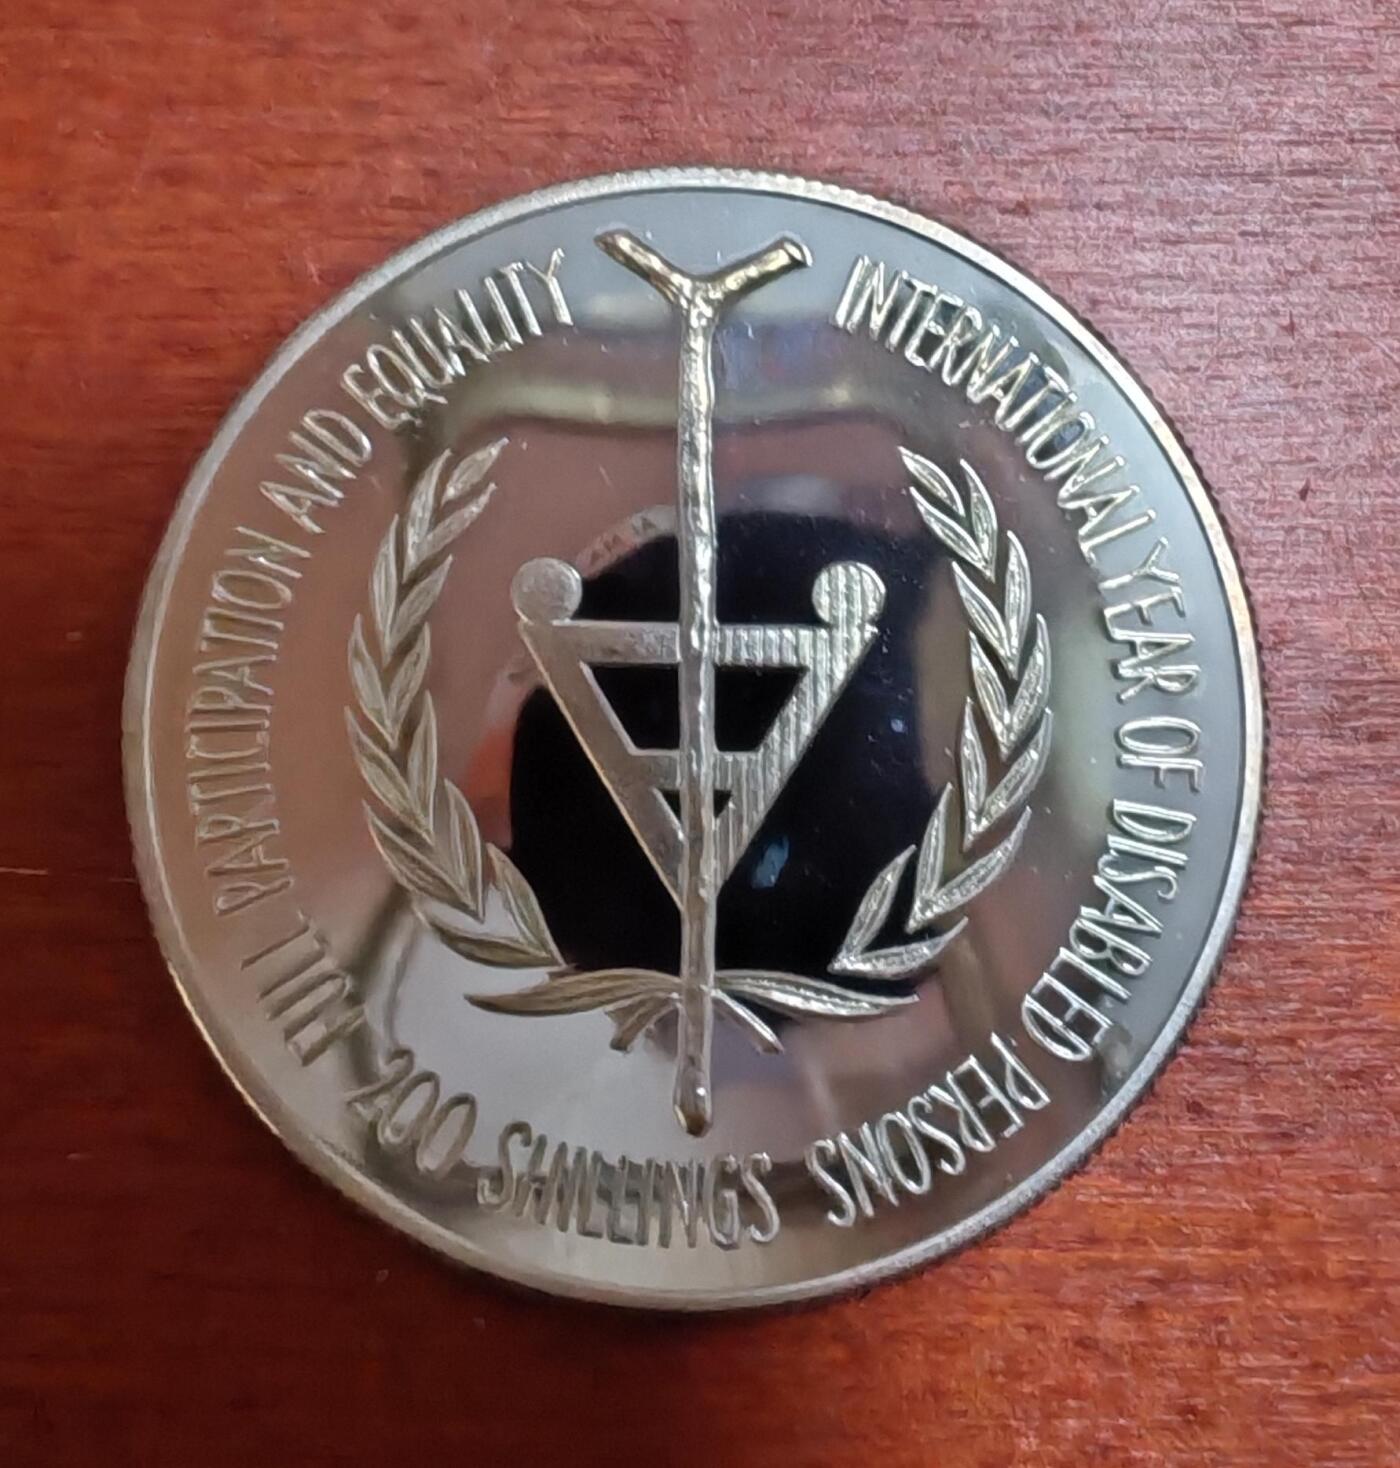 FULL PARTICIPATION AND EQUALITY
INTERNATIONAL YEAR OF DISABLED PERSONS
200 SHILLINGS